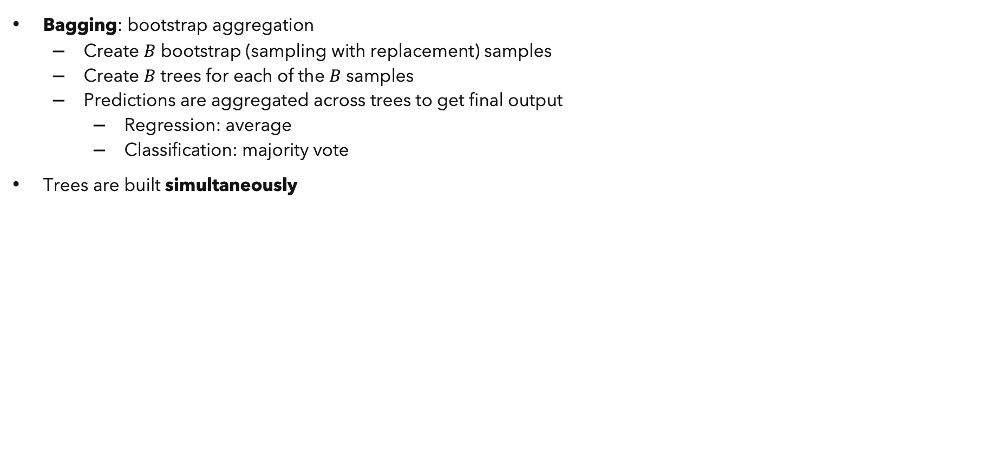 • Bagging: bootstrap aggregation
– Create B bootstrap (sampling with replacement) samples
– Create B trees for each of the B samples
– Predictions are aggregated across trees to get final output
– Regression: average
– Classification: majority vote
• Trees are built simultaneously